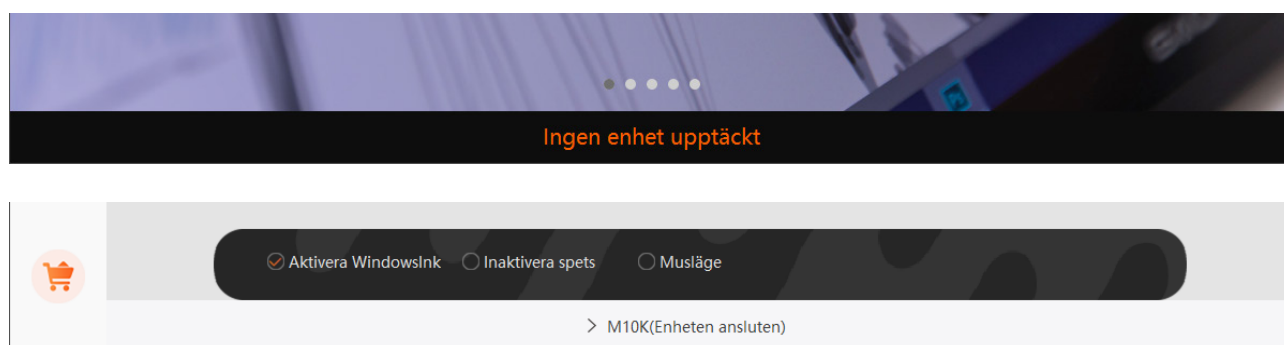 Ingen enhet upptäckt
Aktivera WindowsInk Inaktivera spets Musläge
M10K(Enheten ansluten)